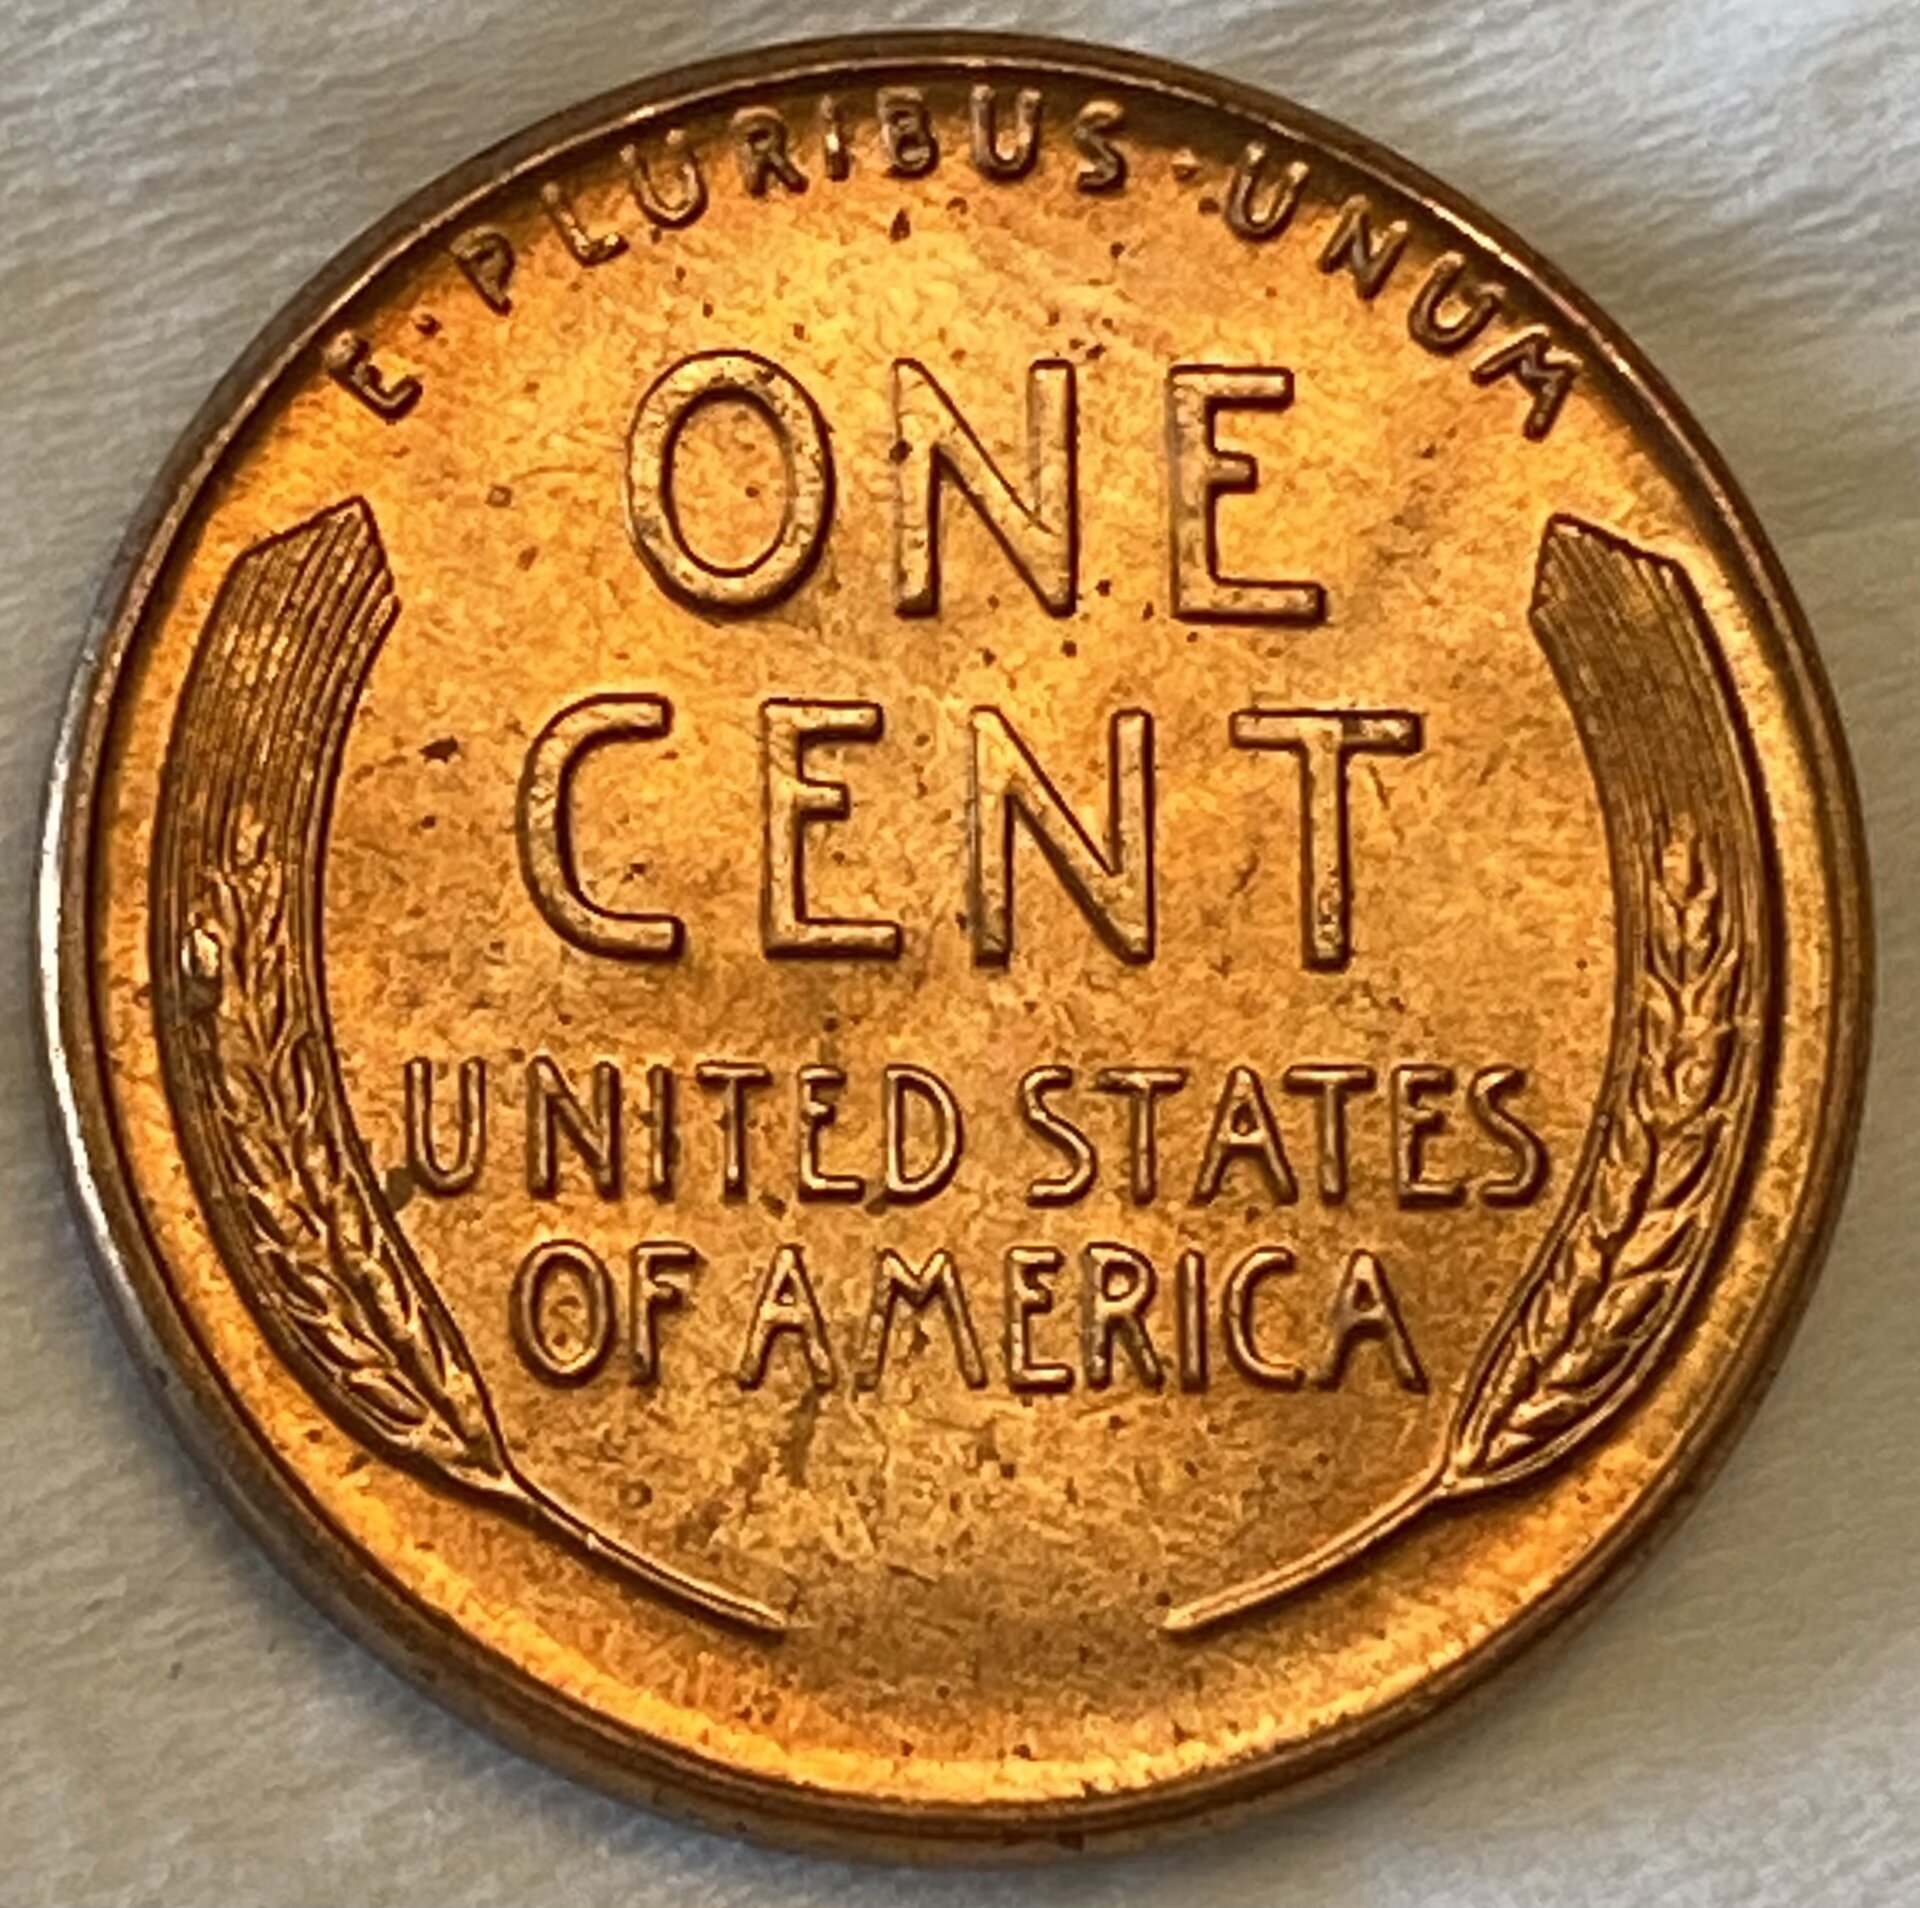 E·PLURIBUS·UNUM
ONE
CENT
UNITED STATES
OF AMERICA